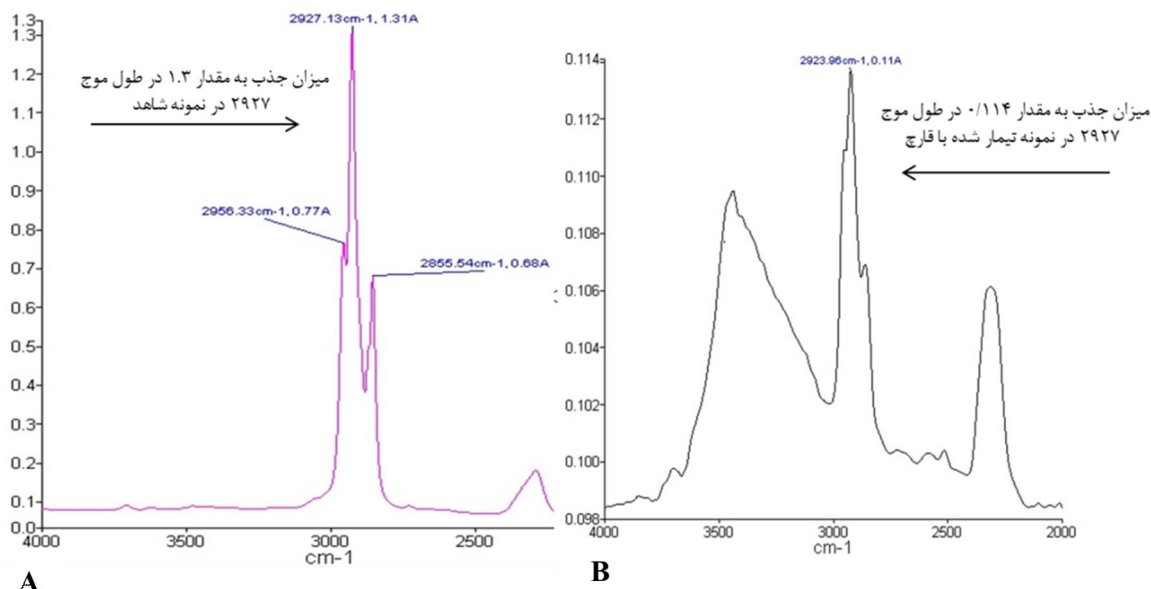 1.3
1.3
1.2
1.1
1.0
0.9
0.8
0.7
0.6
0.5
0.4
0.3
0.2
0.1
0.0
2927.13cm-1, 1.31A
میزان جذب به مقدار ۱.۳ در طول موج
۲۹۲۷ در نمونه شاهد
2956.33cm-1, 0.77A
2855.54cm-1, 0.68A
4000
3500
3000
2500
cm-1
A
0.114
0.112
0.110
0.108
0.106
0.104
0.102
0.100
0.098
2923.96cm-1, 0.11A
میزان جذب به مقدار ۰/۱۱۴ در طول موج
۲۹۲۷ در نمونه تیمار شده با قارچ
4000
3500
3000
2500
2000
cm-1
B